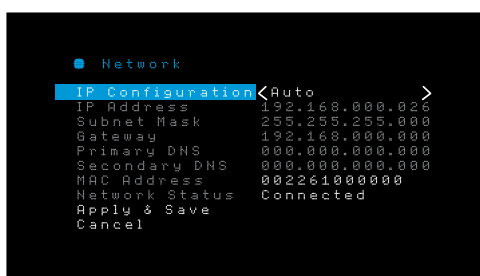 Network
IP Configuration Auto
IP Address 192.168.000.026
Subnet Mask 255.255.255.000
Gateway 192.168.000.000
Primary DNS 000.000.000.000
Secondary DNS 000.000.000.000
MAC Address 002261000000
Network Status Connected
Apply & Save
Cancel